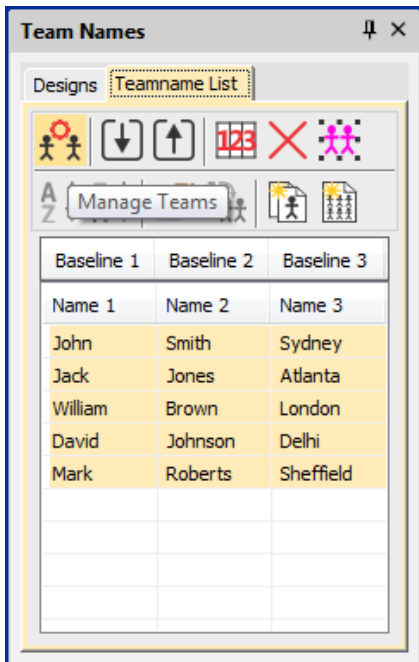 Team Names
Designs Teamname List
123
A
Z Manage Teams
Baseline 1 Baseline 2 Baseline 3
Name 1 Name 2 Name 3
John Smith Sydney
Jack Jones Atlanta
William Brown London
David Johnson Delhi
Mark Roberts Sheffield